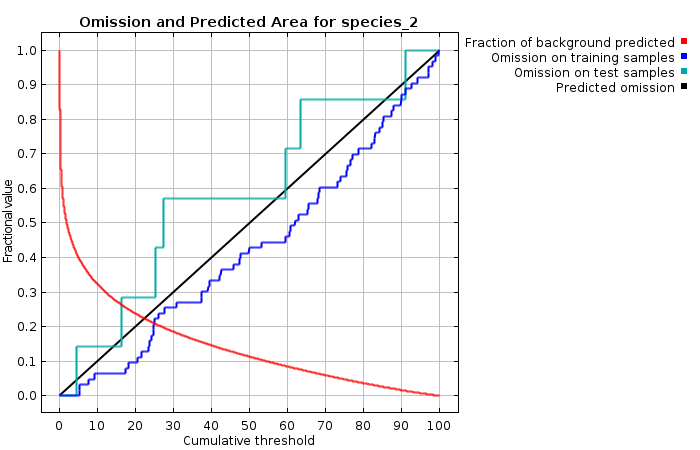 Omission and Predicted Area for species_2
Fraction of background predicted
Omission on training samples
Omission on test samples
Predicted omission
Fractional value
1.0
0.9
0.8
0.7
0.6
0.5
0.4
0.3
0.2
0.1
0.0
0 10 20 30 40 50 60 70 80 90 100
Cumulative threshold